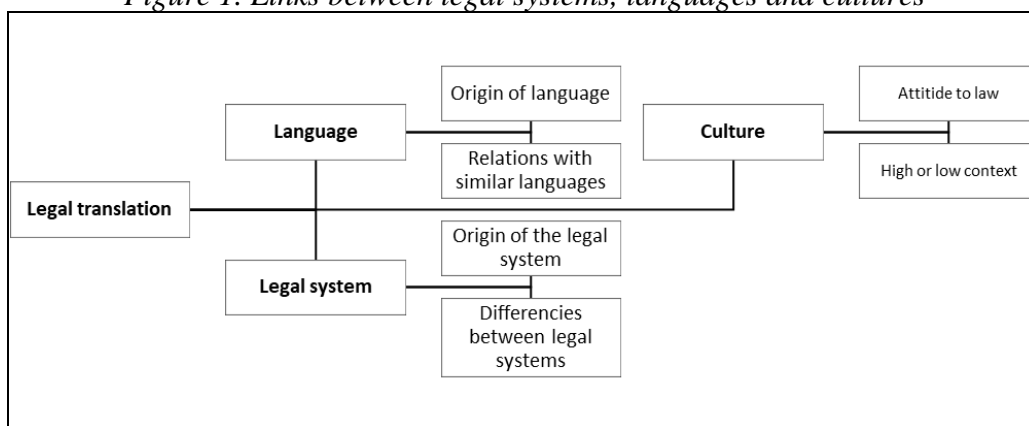 Figure 1. Links between legal systems, languages and cultures
Legal translation
Language
Origin of language
Relations with
similar languages
Legal system
Origin of the legal
system
Differencies
between legal
systems
Culture
Attitide to law
High or low context